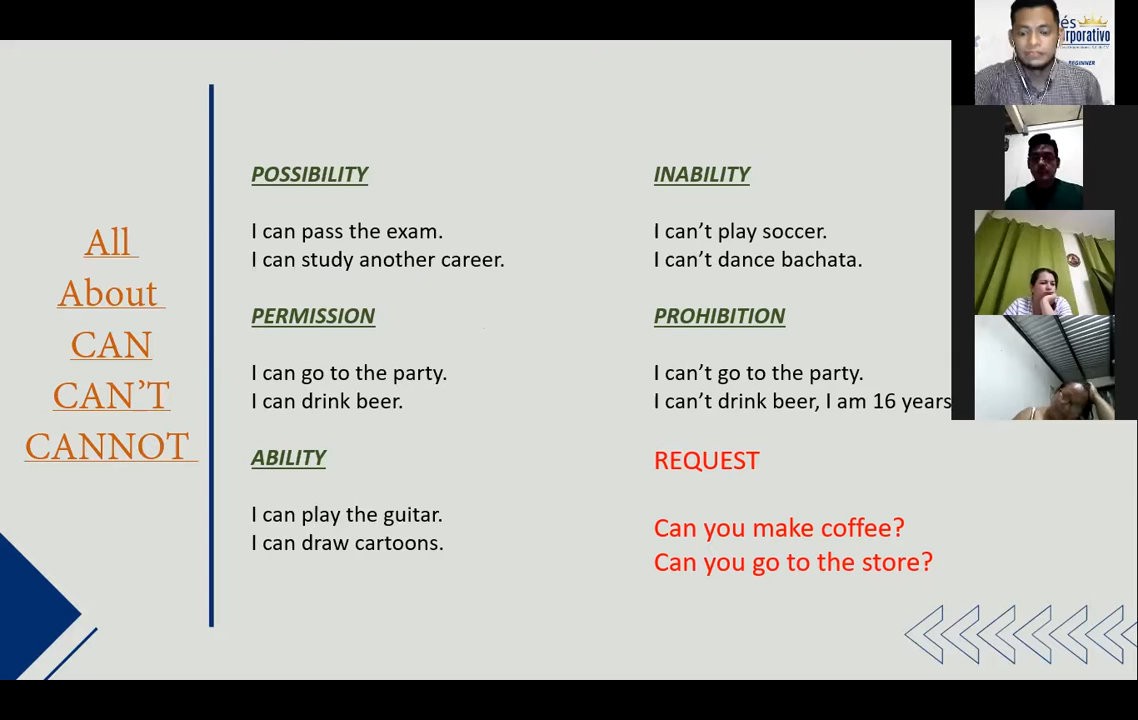 All
About
CAN
CAN’T
CANNOT
POSSIBILITY
I can pass the exam.
I can study another career.
PERMISSION
I can go to the party.
I can drink beer.
ABILITY
I can play the guitar.
I can draw cartoons.
INABILITY
I can’t play soccer.
I can’t dance bachata.
PROHIBITION
I can’t go to the party.
I can’t drink beer, I am 16 years
REQUEST
Can you make coffee?
Can you go to the store?
és
rporativo
BEGINNER